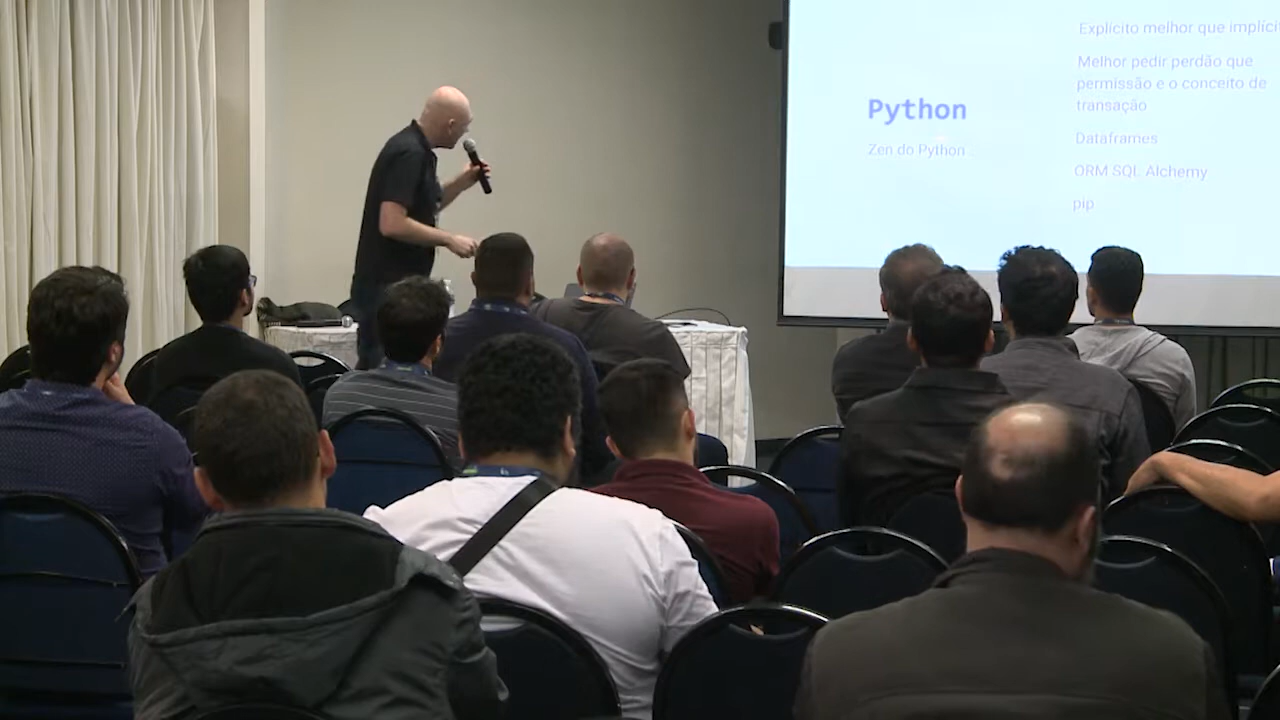 Python
Zen do Python .
Explícito melhor que implíci
Melhor pedir perdão que
permissão e o conceito de
transação
Dataframes
ORM SQL Alchemy
pip